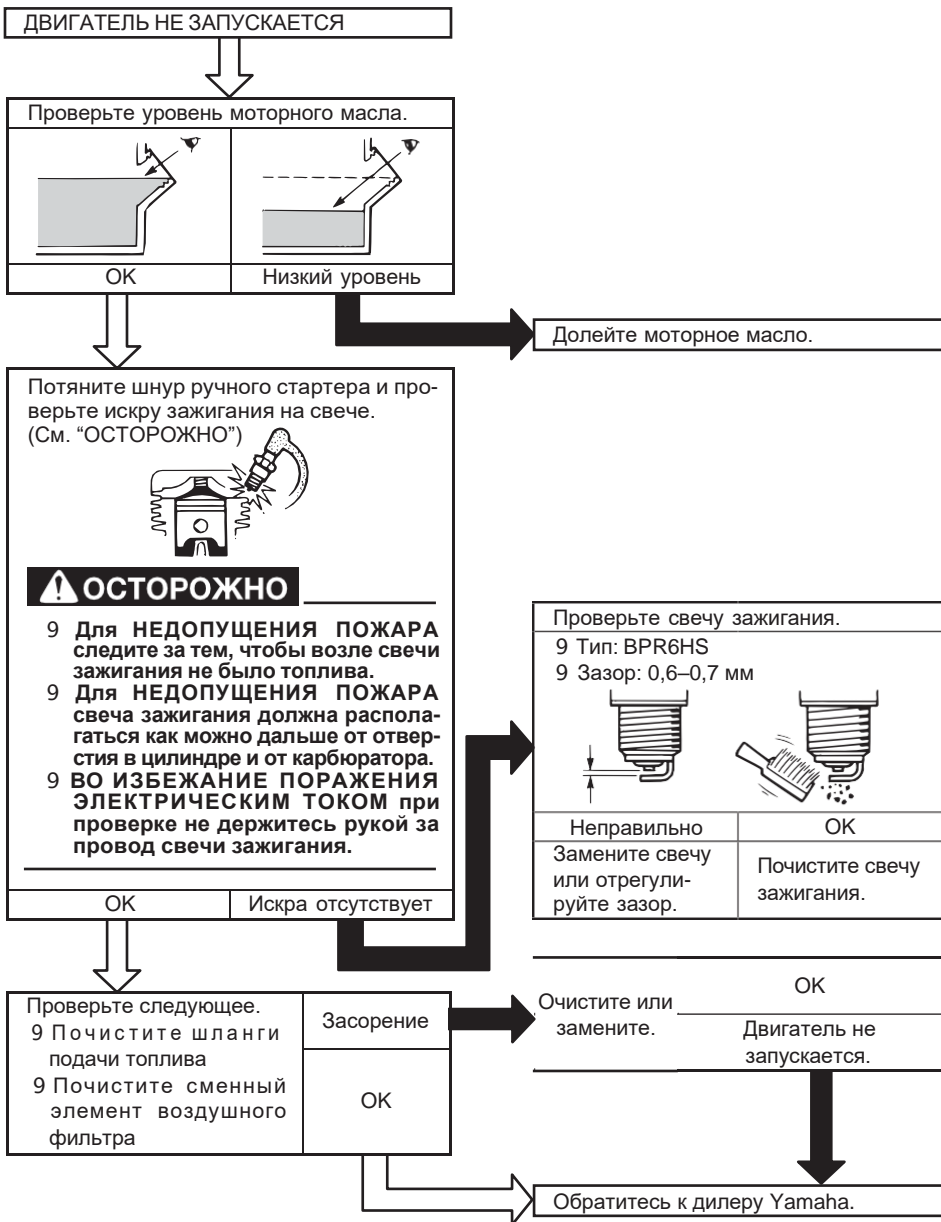 ДВИГАТЕЛЬ НЕ ЗАПУСКАЕТСЯ
Проверьте уровень моторного масла.
OK
Низкий уровень
Долейте моторное масло.
Потяните шнур ручного стартера и про-
верьте искру зажигания на свече.
(См. “ОСТОРОЖНО”)
ОСТОРОЖНО
9 Для НЕДОПУЩЕНИЯ ПОЖАРА
следите за тем, чтобы возле свечи
зажигания не было топлива.
9 Для НЕДОПУЩЕНИЯ ПОЖАРА
свеча зажигания должна распола-
гаться как можно дальше от отвер-
стия в цилиндре и от карбюратора.
9 ВО ИЗБЕЖАНИЕ ПОРАЖЕНИЯ
ЭЛЕКТРИЧЕСКИМ ТОКОМ при
проверке не держитесь рукой за
провод свечи зажигания.
OK
Искра отсутствует
Проверьте свечу зажигания.
9 Тип: BPR6HS
9 Зазор: 0,6–0,7 мм
Неправильно
OK
Замените свечу
или отрегули-
руйте зазор.
Почистите свечу
зажигания.
Проверьте следующее.
9 Почистите шланги
подачи топлива
9 Почистите сменный
элемент воздушного
фильтра
Засорение
OK
Очистите или
замените.
OK
Двигатель не
запускается.
Обратитесь к дилеру Yamaha.